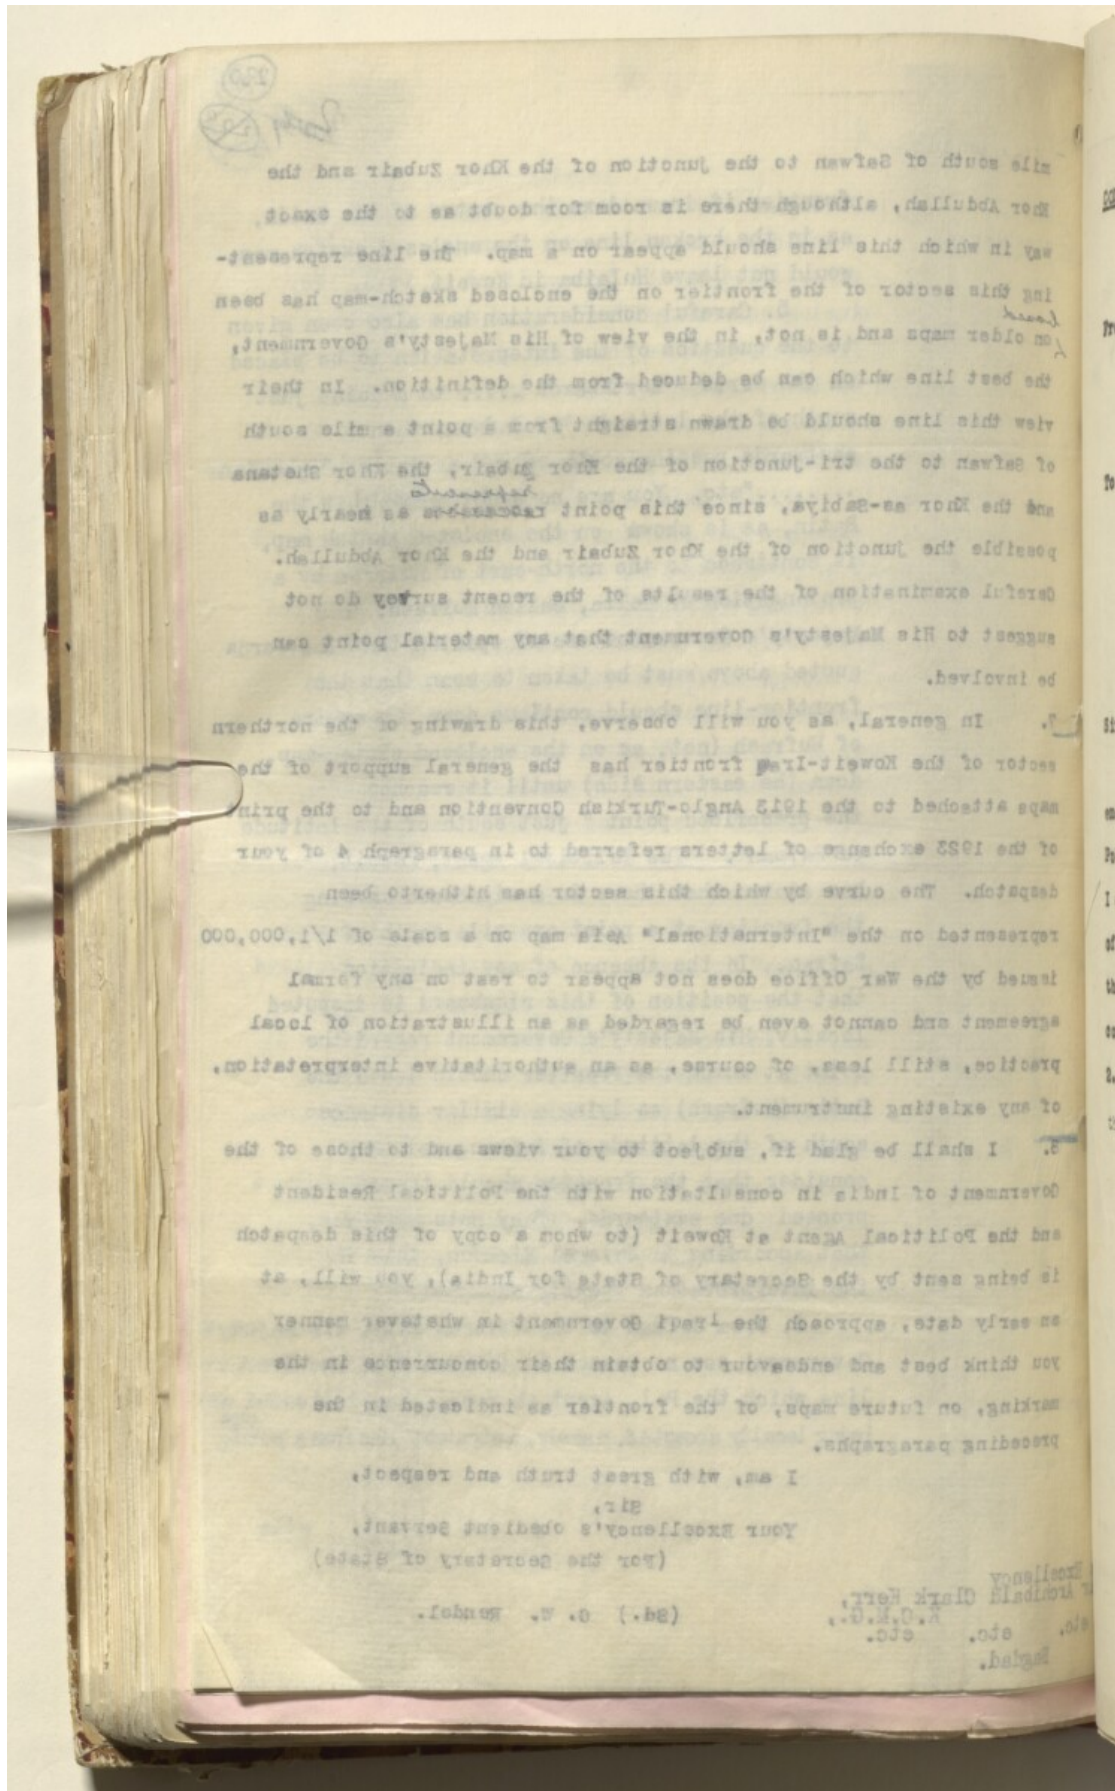 mile south of Safwan to the junction of the Khor Zubair and the
Khor Abdullah, although there is room for doubt as to the exact
way in which this line should appear on a map. The line represent-
ing this sector of the frontier on the enclosed sketch-map has been
based
on older maps and is not, in the view of His Majesty's Government,
the best line which can be deduced from the definition. In their
view this line should be drawn straight from a point a mile south
of Safwan to the tri-junction of the Khor Zubair, the Khor Shetana
represents
and the Khor as-Sabiya, since this point as nearly as
possible the junction of the Khor Zubair and the Khor Abdullah.
Careful examination of the results of the recent survey do not
suggest to His Majesty's Government that any material point can
be involved.
7. In general, as you will observe, this drawing of the northern
sector of the Koweit-Iraq frontier has the general support of the
maps attached to the 1913 Anglo-Turkish Convention and to the print
of the 1923 exchange of letters referred to in paragraph 4 of your
despatch. The curve by which this sector has hitherto been
represented on the "International" Asia map on a scale of 1/1,000,000
issued by the War Office does not appear to rest on any formal
agreement and cannot even be regarded as an illustration of local
practice, still less, of course, as an authoritative interpretation,
of any existing instrument.
8. I shall be glad if, subject to your views and to those of the
Government of India in consultation with the Political Resident
and the Political Agent at Koweit (to whom a copy of this despatch
is being sent by the Secretary of State for India), you will, at
an early date, approach the Iraqi Government in whatever manner
you think best and endeavour to obtain their concurrence in the
marking, on future maps, of the frontier as indicated in the
preceding paragraphs.
I am, with great truth and respect,
Sir,
Your Excellency's obedient Servant,
(For the Secretary of State)
(Sd.) G. W. Rendel.
Excellency
Archibald Clark Kerr,
K.C.M.G.,
etc. etc. etc.
Bagdad.